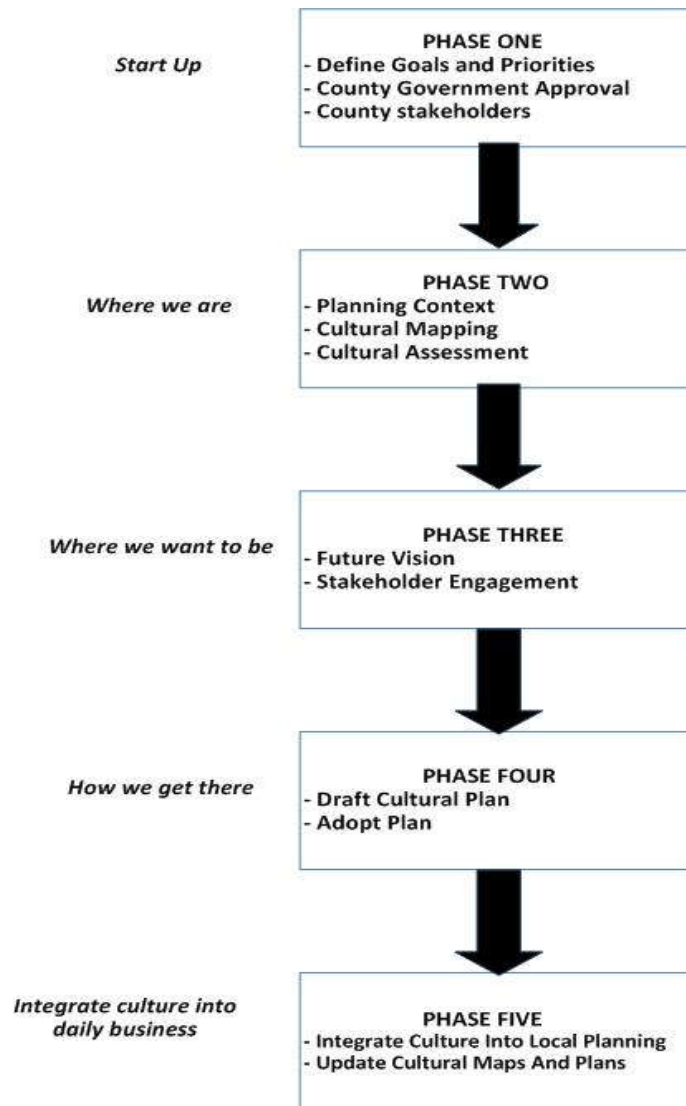 Start Up
PHASE ONE
- Define Goals and Priorities
- County Government Approval
- County stakeholders
Where we are
PHASE TWO
- Planning Context
- Cultural Mapping
- Cultural Assessment
Where we want to be
PHASE THREE
- Future Vision
- Stakeholder Engagement
How we get there
PHASE FOUR
- Draft Cultural Plan
- Adopt Plan
Integrate culture into
daily business
PHASE FIVE
- Integrate Culture Into Local Planning
- Update Cultural Maps And Plans